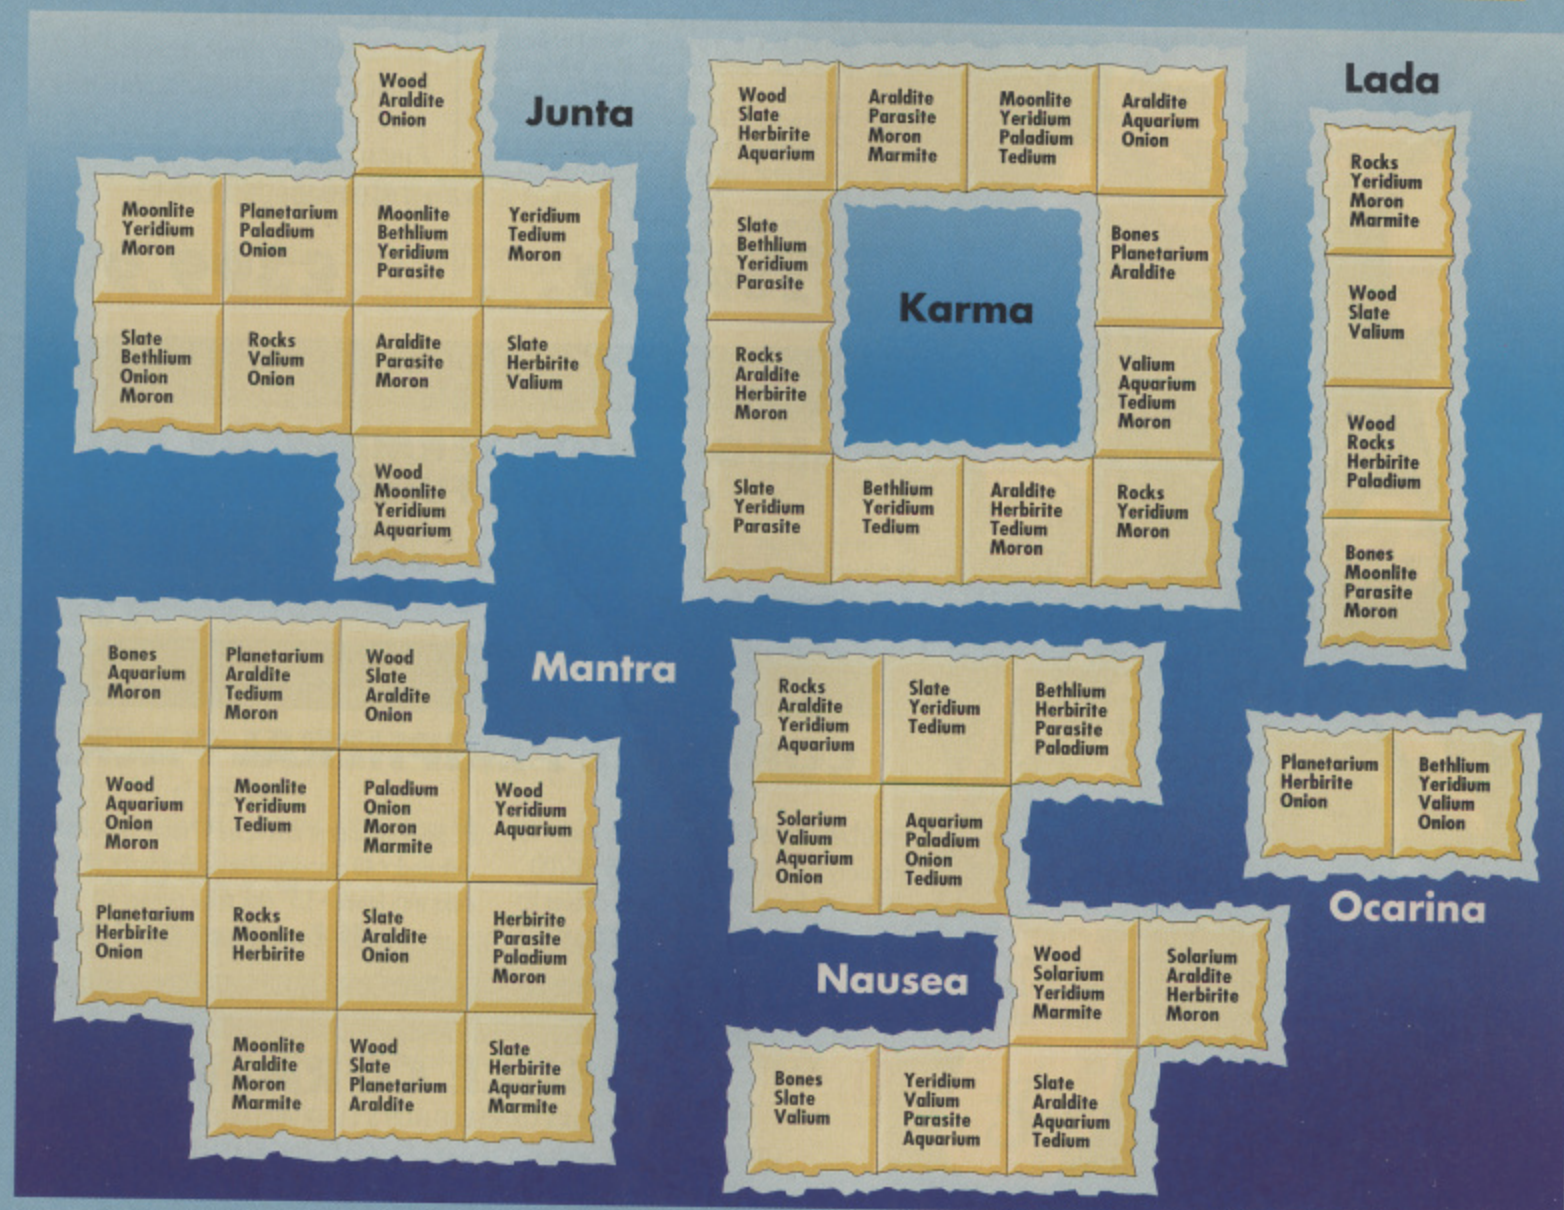 Junta
Wood
Araldite
Onion
Moonlite
Yeridium
Moron
Planetarium
Paladium
Onion
Moonlite
Bethlium
Yeridium
Parasite
Yeridium
Tedium
Moron
Slate
Bethlium
Onion
Moron
Rocks
Valium
Onion
Araldite
Parasite
Moron
Slate
Herbirite
Valium
Wood
Moonlite
Yeridium
Aquarium
Karma
Wood
Slate
Herbirite
Aquarium
Araldite
Parasite
Moron
Marmite
Moonlite
Yeridium
Paladium
Tedium
Araldite
Aquarium
Onion
Slate
Bethlium
Yeridium
Parasite
Bones
Planetarium
Araldite
Rocks
Araldite
Herbirite
Moron
Valium
Aquarium
Tedium
Moron
Slate
Yeridium
Parasite
Bethlium
Yeridium
Tedium
Araldite
Herbirite
Tedium
Moron
Rocks
Yeridium
Moron
Lada
Rocks
Yeridium
Moron
Marmite
Wood
Slate
Valium
Wood
Rocks
Herbirite
Paladium
Bones
Moonlite
Parasite
Moron
Mantra
Bones
Aquarium
Moron
Planetarium
Araldite
Tedium
Moron
Wood
Slate
Araldite
Onion
Wood
Aquarium
Onion
Moron
Moonlite
Yeridium
Tedium
Paladium
Onion
Moron
Marmite
Wood
Yeridium
Aquarium
Planetarium
Herbirite
Onion
Rocks
Moonlite
Herbirite
Slate
Araldite
Onion
Herbirite
Parasite
Paladium
Moron
Moonlite
Araldite
Moron
Marmite
Wood
Slate
Planetarium
Araldite
Slate
Herbirite
Aquarium
Marmite
Nausea
Rocks
Araldite
Yeridium
Aquarium
Slate
Yeridium
Tedium
Bethlium
Herbirite
Parasite
Paladium
Solarium
Valium
Aquarium
Onion
Aquarium
Paladium
Onion
Tedium
Wood
Solarium
Yeridium
Marmite
Solarium
Araldite
Herbirite
Moron
Bones
Slate
Valium
Yeridium
Valium
Parasite
Aquarium
Slate
Araldite
Aquarium
Tedium
Planetarium
Herbirite
Onion
Bethlium
Yeridium
Valium
Onion
Ocarina